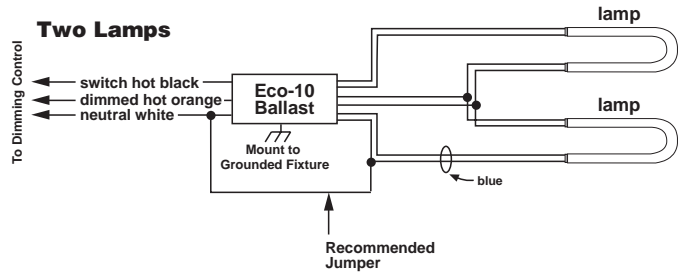 Two Lamps
To Dimming Control
switch hot black
dimmed hot orange
neutral white
Eco-10
Ballast
Mount to
Grounded Fixture
lamp
lamp
blue
Recommended
Jumper